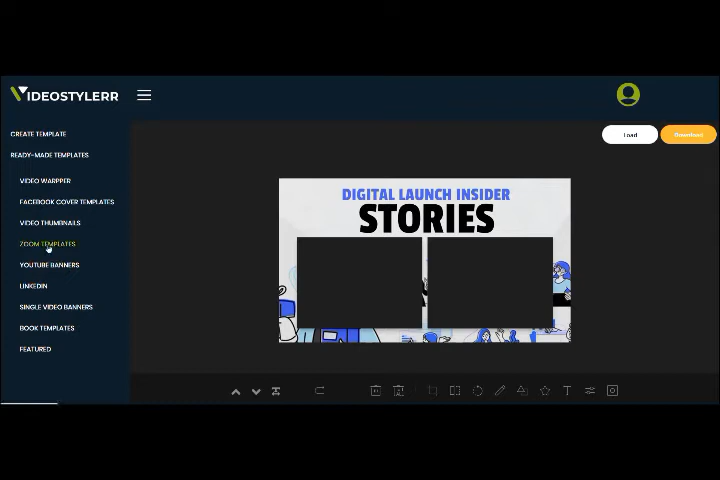 VIDEOSTYLERR
CREATE TEMPLATE
READY-MADE TEMPLATES
VIDEO WARPPER
FACEBOOK COVER TEMPLATES
VIDEO THUMBNAILS
ZOOM TEMPLATES
YOUTUBE BANNERS
LINKEDIN
SINGLE VIDEO BANNERS
BOOK TEMPLATES
FEATURED
Load
Download
DIGITAL LAUNCH INSIDER
STORIES